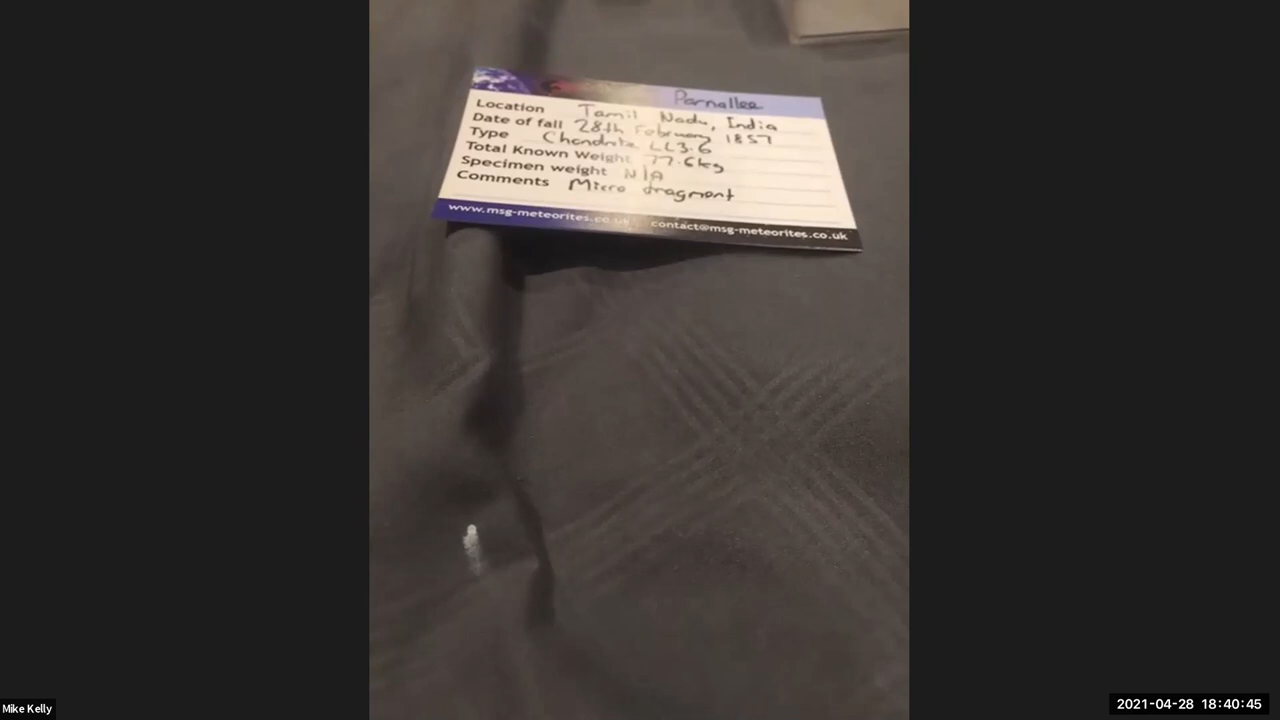 Parnallee
Location Tamil Nadu, India
Date of fall 28th February 1857
Type Chondrite LL3.6
Total Known Weight 77.6kg
Specimen weight N/A
Comments Micro fragment
www.msg-meteorites.co.uk contact@msg-meteorites.co.uk
Mike Kelly
2021-04-28 18:40:45